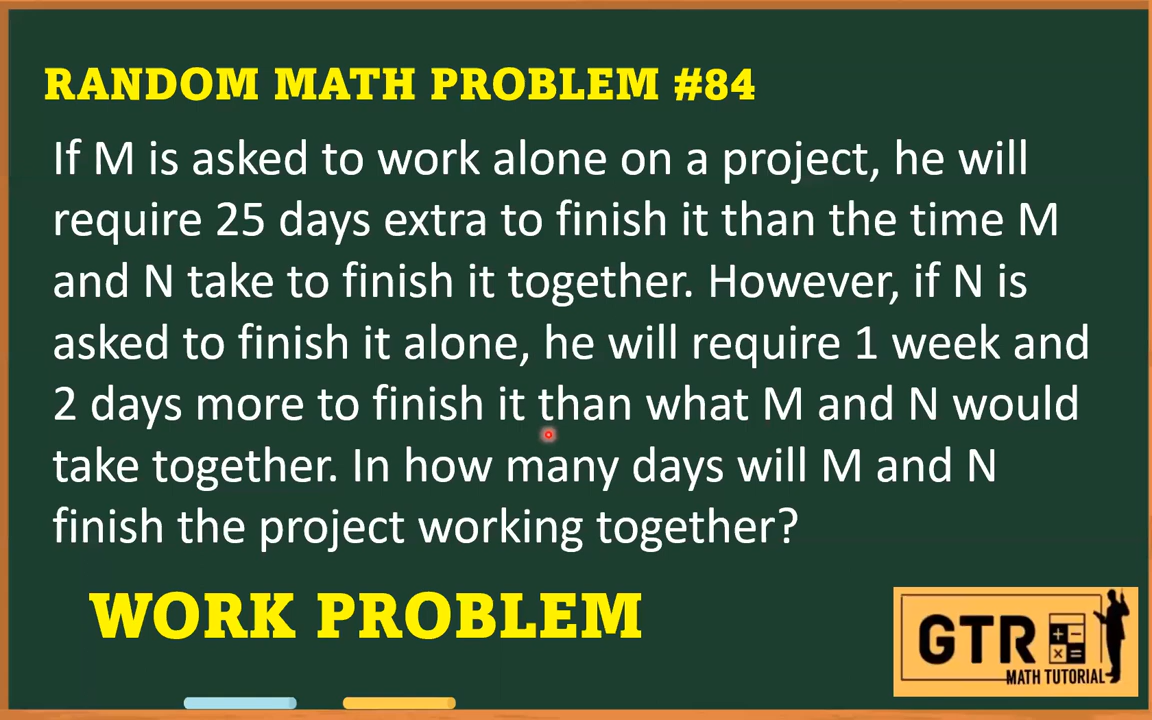 RANDOM MATH PROBLEM #84
If M is asked to work alone on a project, he will
require 25 days extra to finish it than the time M
and N take to finish it together. However, if N is
asked to finish it alone, he will require 1 week and
2 days more to finish it than what M and N would
take together. In how many days will M and N
finish the project working together?
WORK PROBLEM
GTR
+ −
× =
MATH TUTORIAL